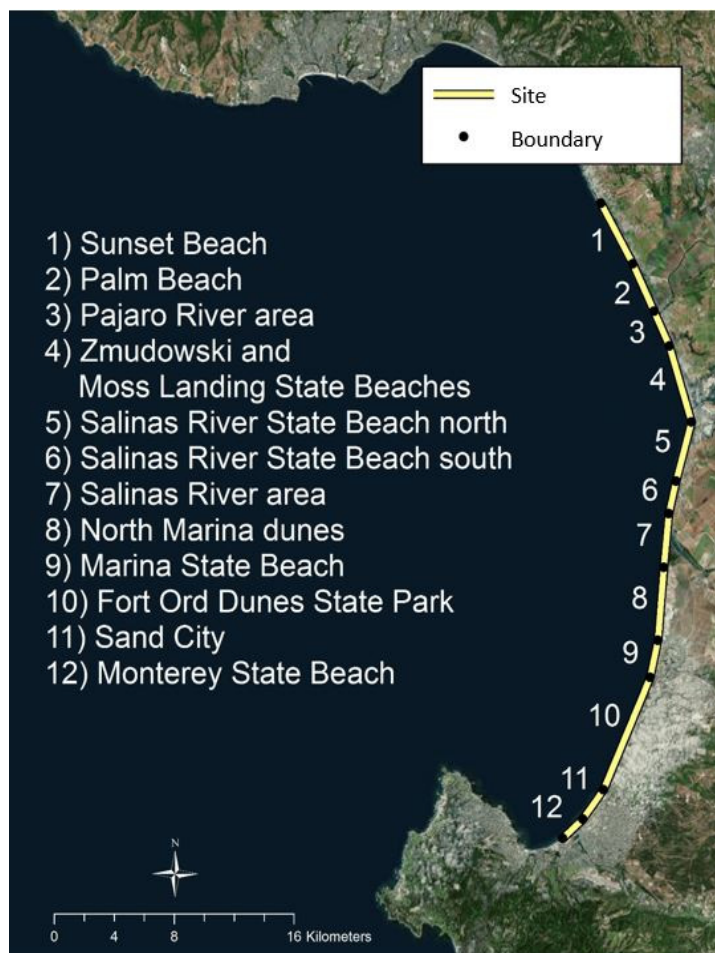 Site
Boundary
1) Sunset Beach
2) Palm Beach
3) Pajaro River area
4) Zmudowski and
Moss Landing State Beaches
5) Salinas River State Beach north
6) Salinas River State Beach south
7) Salinas River area
8) North Marina dunes
9) Marina State Beach
10) Fort Ord Dunes State Park
11) Sand City
12) Monterey State Beach
1
2
3
4
5
6
7
8
9
10
11
12
N
0 4 8 16 Kilometers